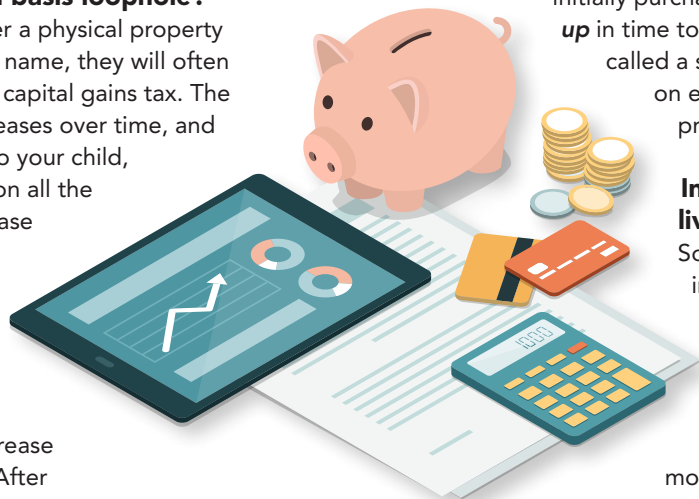 basis loophole?
er a physical property
name, they will often
capital gains tax. The
eases over time, and
o your child,
on all the
ase
rease
After
initially purcha
up in time to
called a s
on e
pr
In
liv
So
i
mo
1000